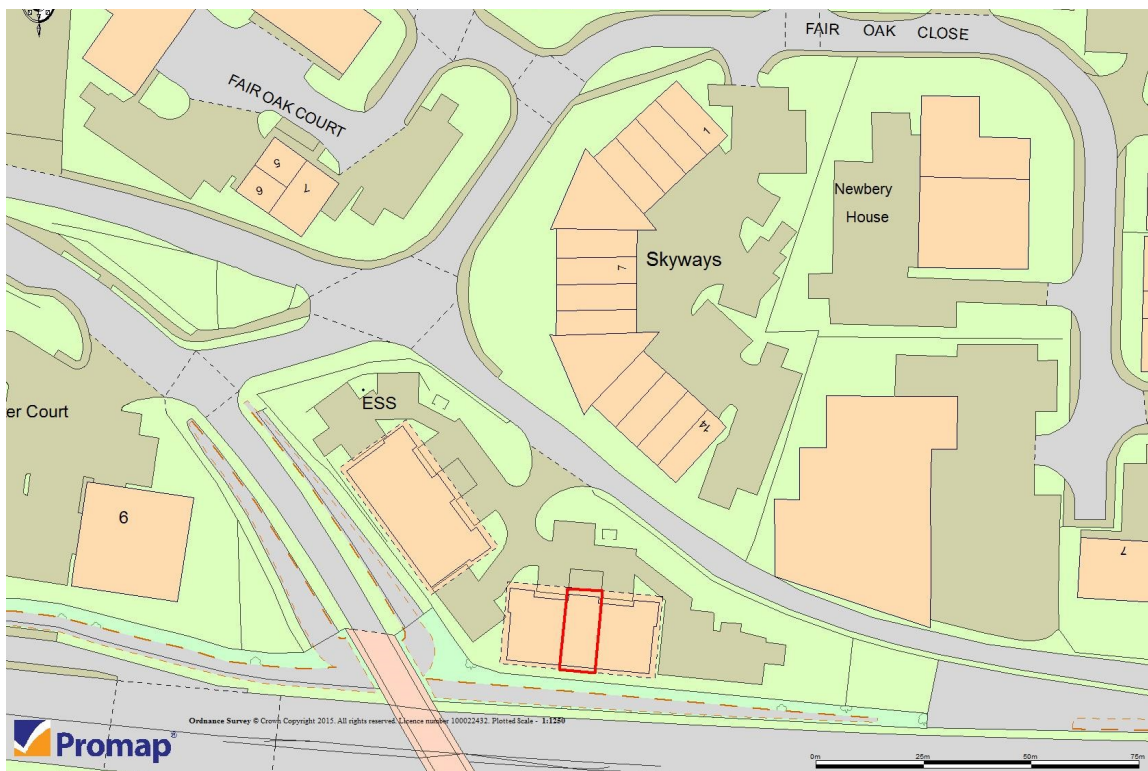 FAIR OAK CLOSE
FAIR OAK COURT
1
5
6
7
Newbery
House
7
Skyways
ESS
er Court
14
6
7
Ordnance Survey © Crown Copyright 2015. All rights reserved. Licence number 100022432. Plotted Scale - 1:1250
Promap®
0m 25m 50m 75m